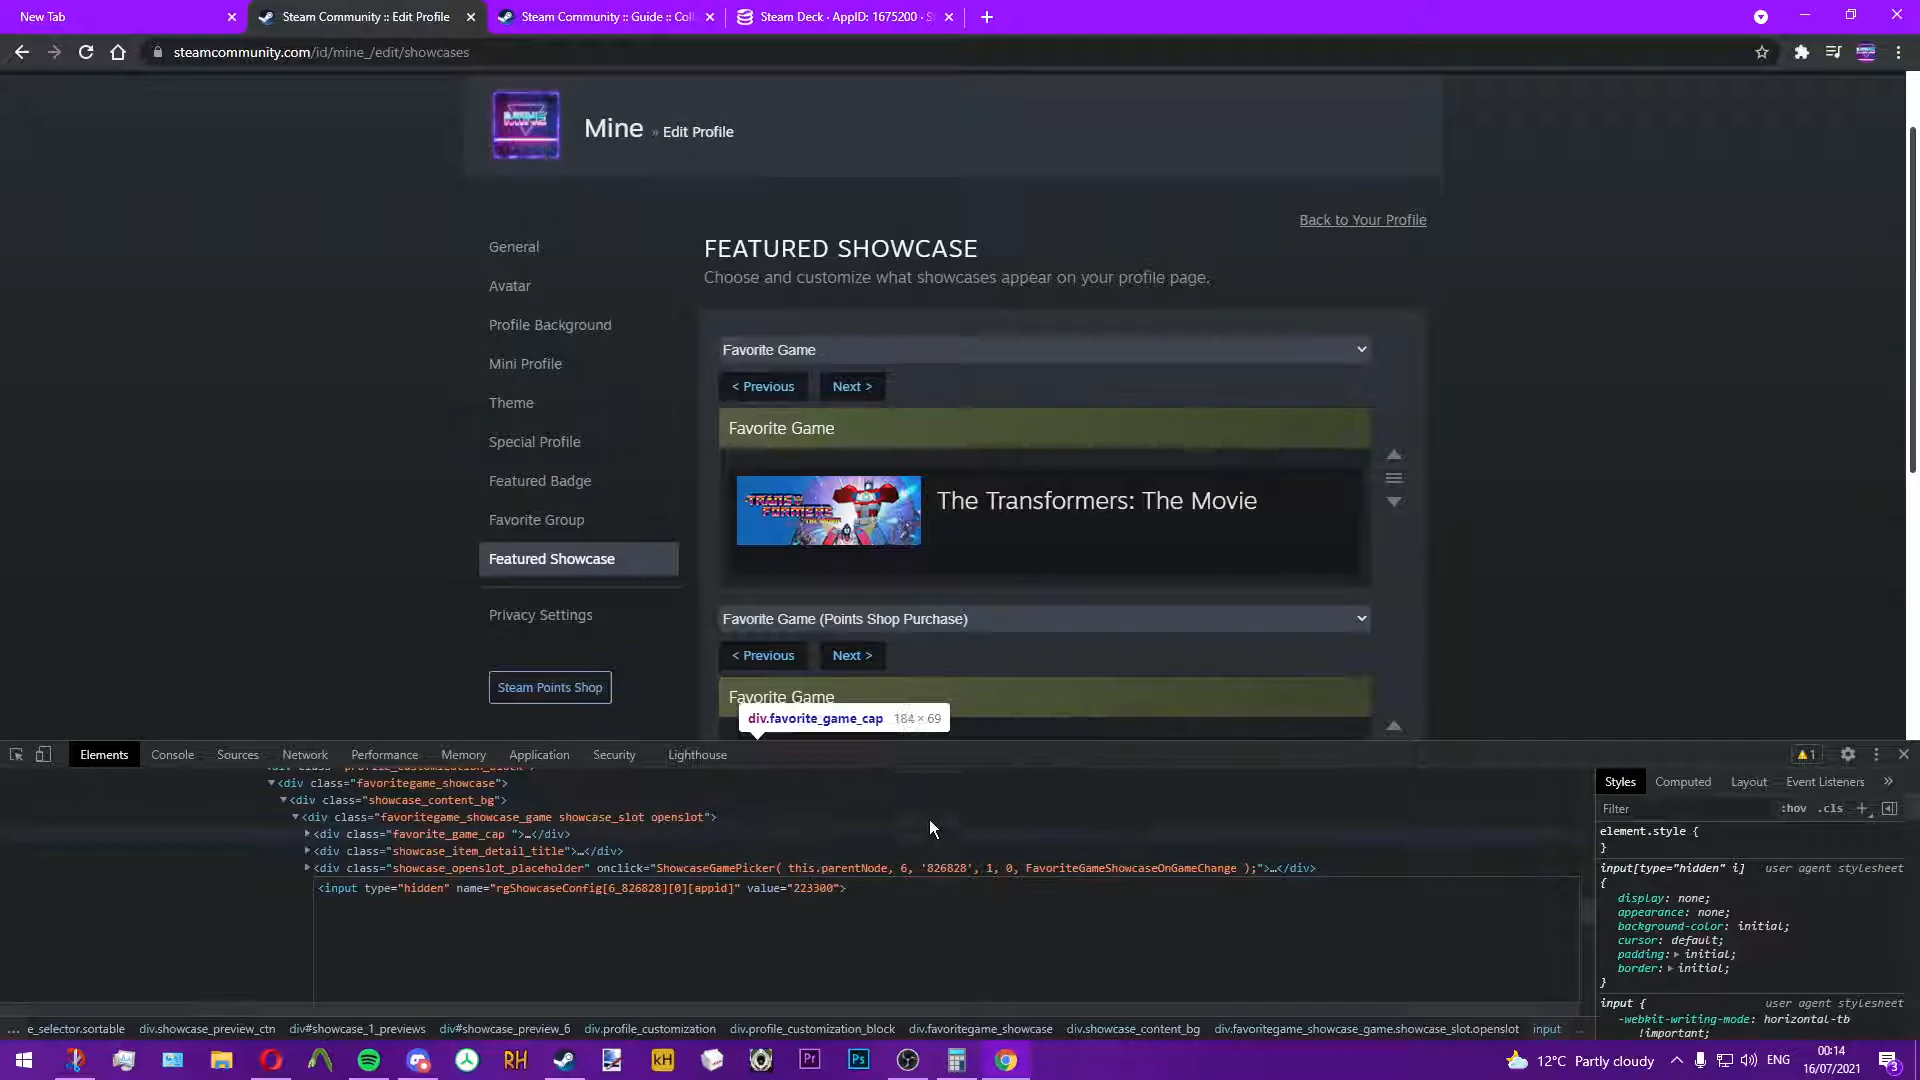 New Tab
Steam Community :: Edit Profile
Steam Community :: Guide :: Coll
Steam Deck · AppID: 1675200 · S
steamcommunity.com/id/mine_/edit/showcases
MINE
Mine » Edit Profile
Back to Your Profile
General
Avatar
Profile Background
Mini Profile
Theme
Special Profile
Featured Badge
Favorite Group
Featured Showcase
Privacy Settings
Steam Points Shop
FEATURED SHOWCASE
Choose and customize what showcases appear on your profile page.
Favorite Game
< Previous Next >
Favorite Game
TRANSFORMERS
The Transformers: The Movie
Favorite Game (Points Shop Purchase)
< Previous Next >
Favorite Game
div.favorite_game_cap 184 × 69
Elements Console Sources Network Performance Memory Application Security Lighthouse 1
<div class="favoritegame_showcase">
<div class="showcase_content_bg">
<div class="favoritegame_showcase_game showcase_slot openslot">
<div class="favorite_game_cap ">…</div>
<div class="showcase_item_detail_title">…</div>
<div class="showcase_openslot_placeholder" onclick="ShowcaseGamePicker( this.parentNode, 6, '826828', 1, 0, FavoriteGameShowcaseOnGameChange );">…</div>
<input type="hidden" name="rgShowcaseConfig[6_826828][0][appid]" value="223300">
Styles Computed Layout Event Listeners »
Filter :hov .cls +
element.style {
}
input[type="hidden" i] user agent stylesheet
{
display: none;
appearance: none;
background-color: initial;
cursor: default;
padding: initial;
border: initial;
}
input { user agent stylesheet
-webkit-writing-mode: horizontal-tb
!important;
… e_selector.sortable div.showcase_preview_ctn div#showcase_1_previews div#showcase_preview_6 div.profile_customization div.profile_customization_block div.favoritegame_showcase div.showcase_content_bg div.favoritegame_showcase_game.showcase_slot.openslot input …
RH
kH
Pr
Ps
12°C Partly cloudy
ENG
00:14
16/07/2021
3